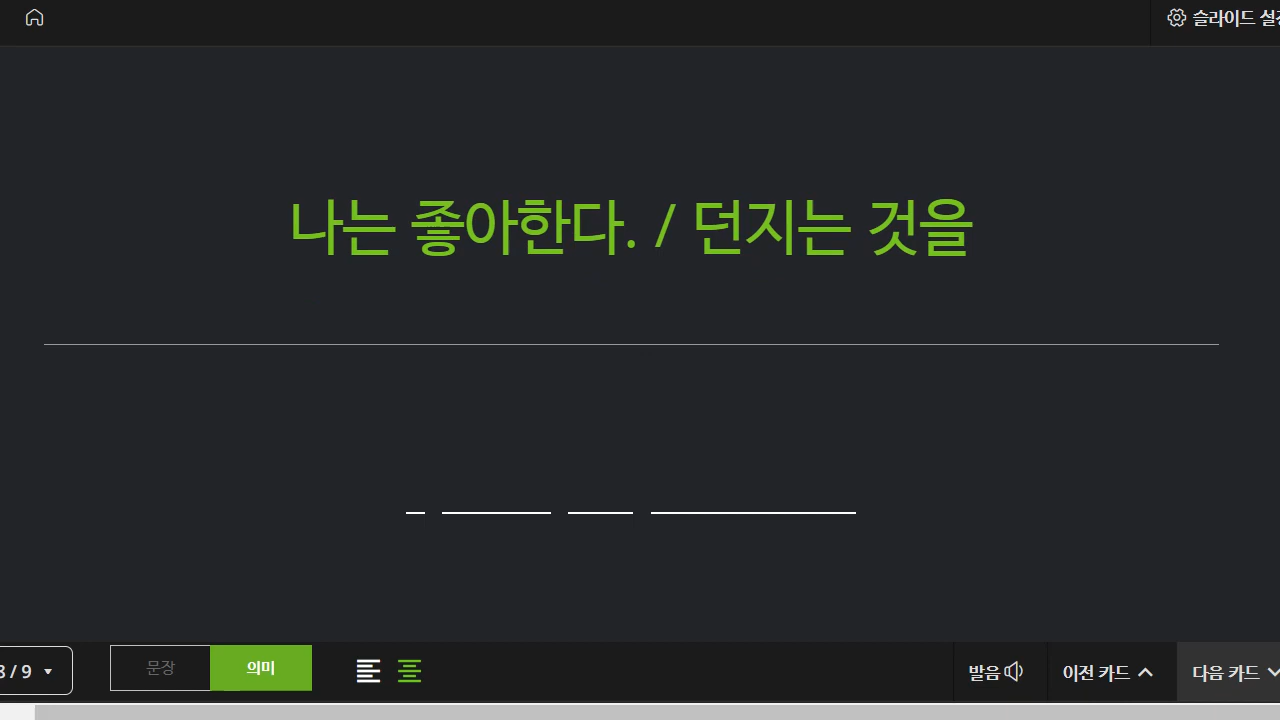 슬라이드 설정
나는 좋아한다. / 던지는 것을
/ 9
문장
의미
발음
이전 카드
다음 카드